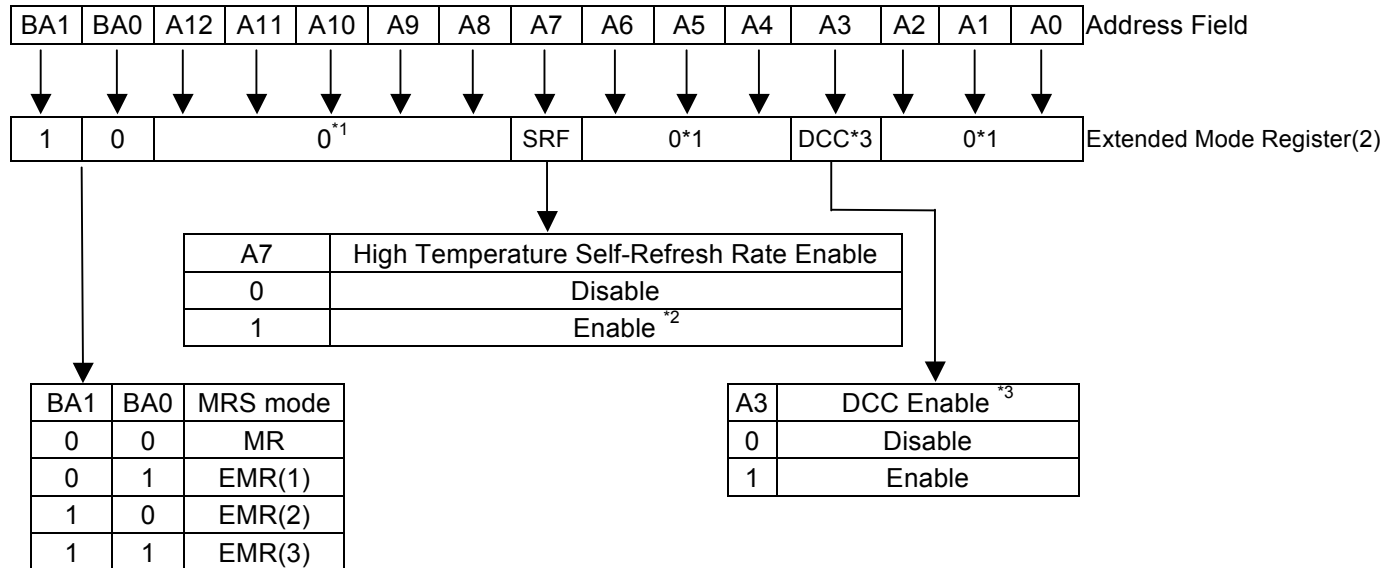 BA1 BA0 A12 A11 A10 A9 A8 A7 A6 A5 A4 A3 A2 A1 A0 Address Field
1 0 0*1 SRF 0*1 DCC*3 0*1 Extended Mode Register(2)
A7 High Temperature Self-Refresh Rate Enable
0 Disable
1 Enable *2
BA1 BA0 MRS mode
0 0 MR
0 1 EMR(1)
1 0 EMR(2)
1 1 EMR(3)
A3 DCC Enable *3
0 Disable
1 Enable